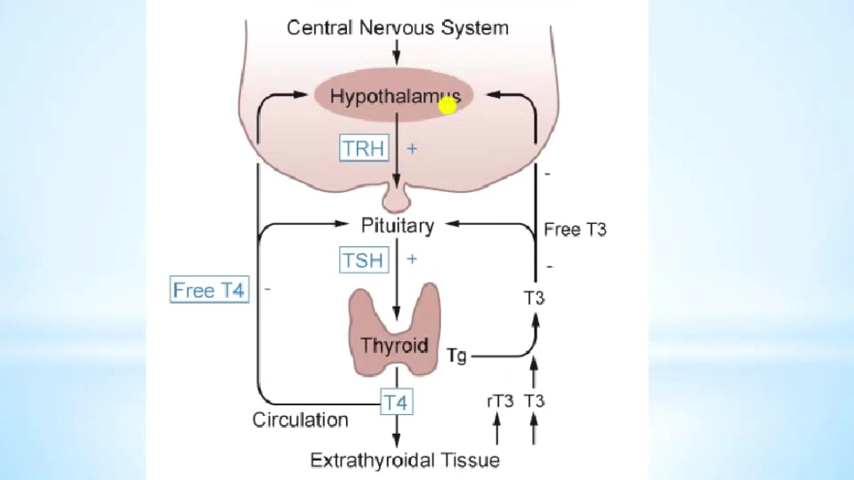 Central Nervous System
Hypothalamus
TRH +
-
Pituitary
Free T3
TSH +
-
Free T4 -
T3
Thyroid
Tg
T4
rT3 T3
Circulation
Extrathyroidal Tissue